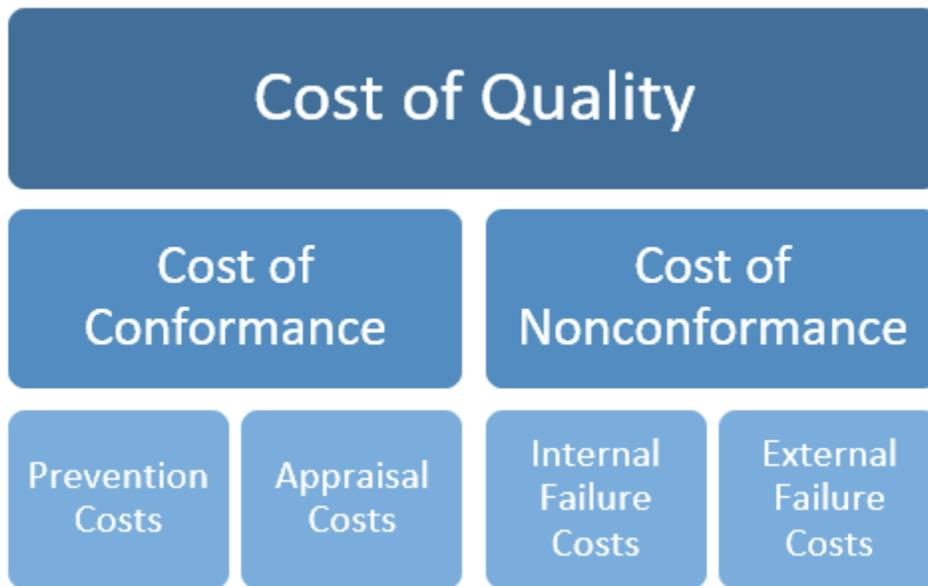 Cost of Quality
Cost of
Conformance
Cost of
Nonconformance
Prevention
Costs
Appraisal
Costs
Internal
Failure
Costs
External
Failure
Costs